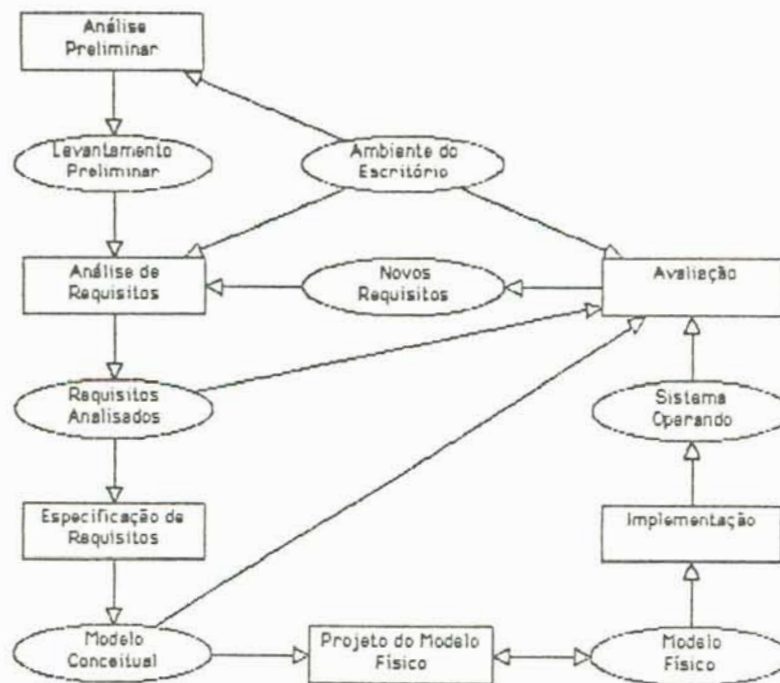 Análise
Preliminar
Levantamento
Preliminar
Ambiente do
Escritório
Análise de
Requisitos
Novos
Requisitos
Avaliação
Requisitos
Analisados
Sistema
Operando
Especificação de
Requisitos
Implementação
Modelo
Conceitual
Projeto do Modelo
Físico
Modelo
Físico